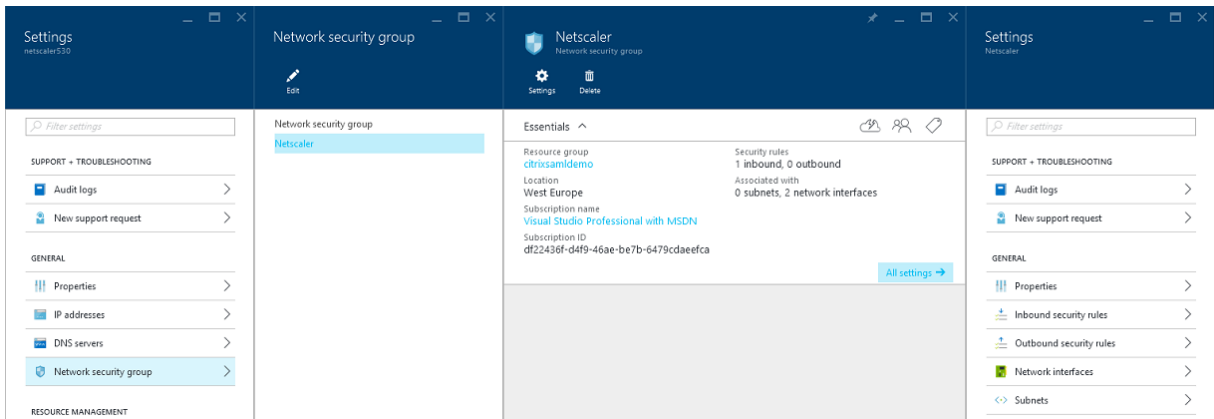 Settings
netscaler530
Filter settings
SUPPORT + TROUBLESHOOTING
Audit logs
New support request
GENERAL
Properties
IP addresses
DNS servers
Network security group
RESOURCE MANAGEMENT
Network security group
Edit
Network security group
Netscaler
Netscaler
Network security group
Settings Delete
Essentials
Resource group
citrixsamldemo
Location
West Europe
Subscription name
Visual Studio Professional with MSDN
Subscription ID
df22436f-d4f9-46ae-be7b-6479cdaeefca
Security rules
1 inbound, 0 outbound
Associated with
0 subnets, 2 network interfaces
All settings
Settings
Netscaler
Filter settings
SUPPORT + TROUBLESHOOTING
Audit logs
New support request
GENERAL
Properties
Inbound security rules
Outbound security rules
Network interfaces
Subnets